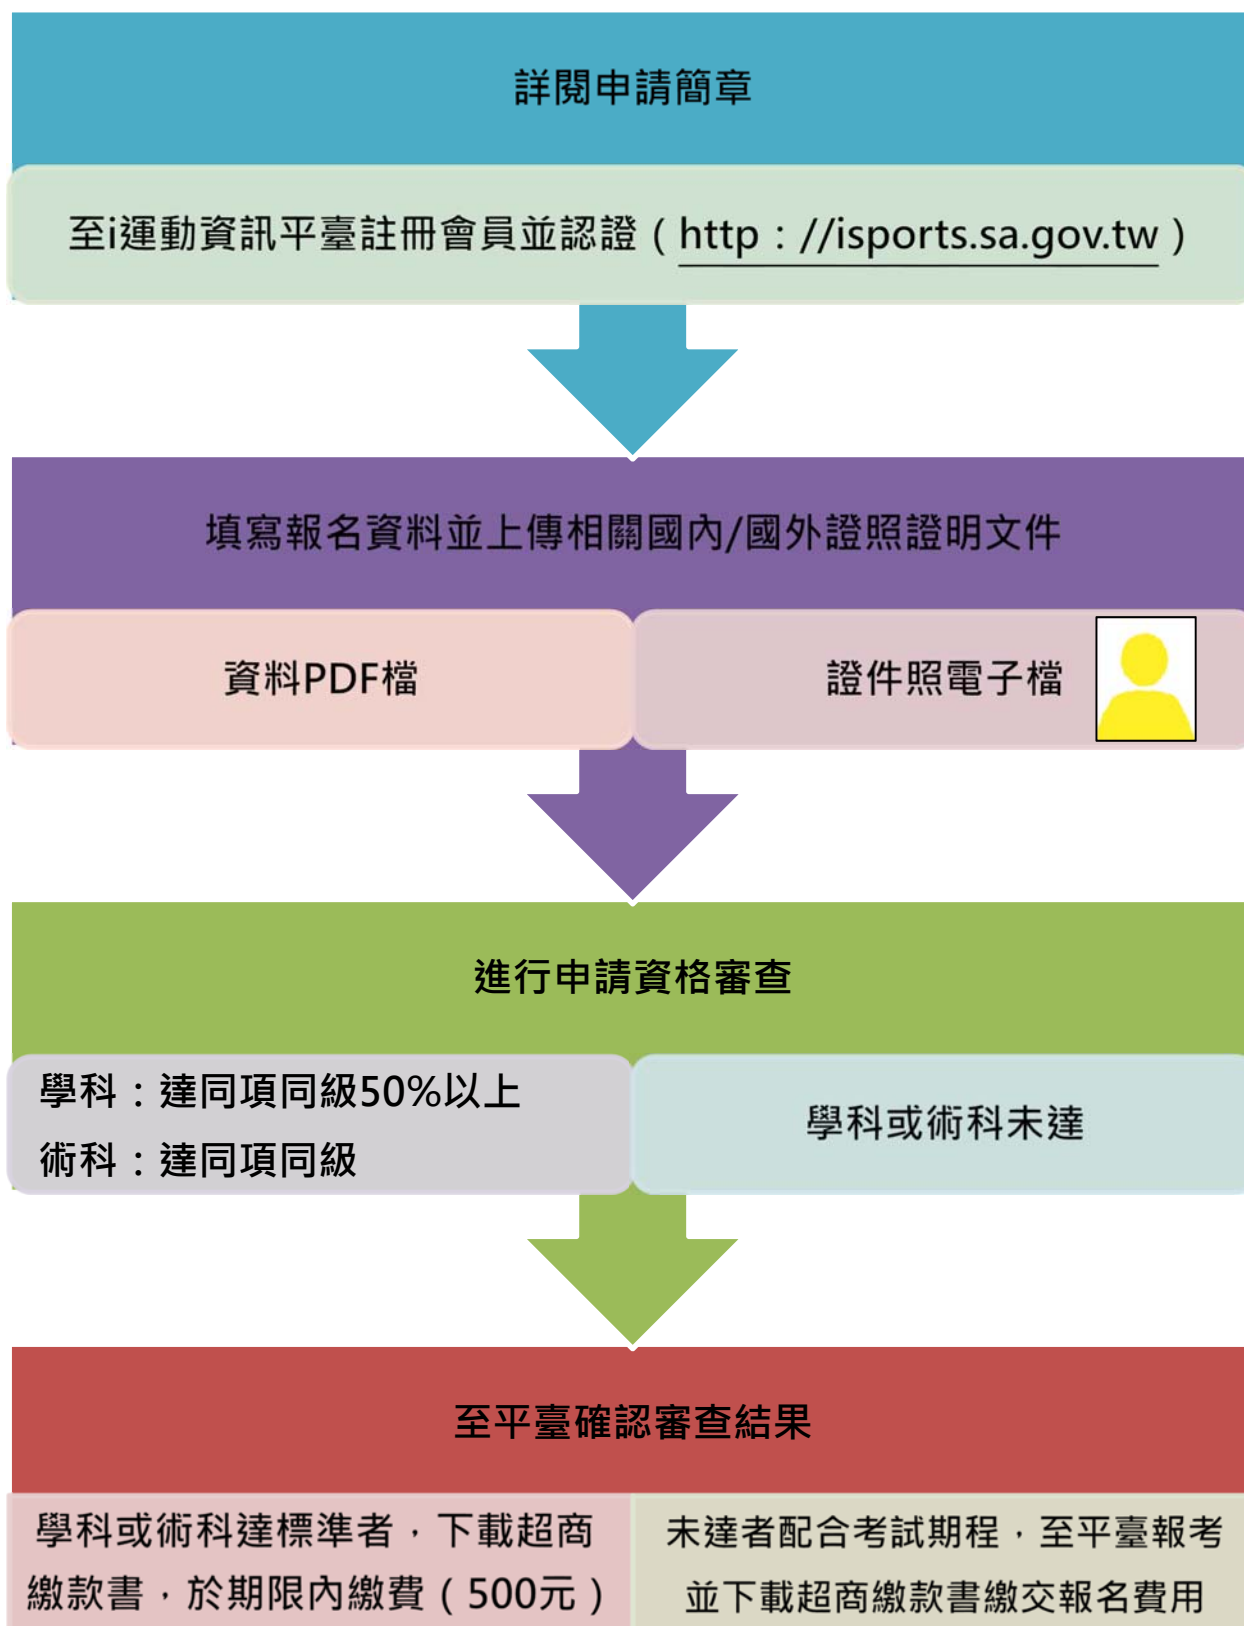 詳閱申請簡章
至i運動資訊平臺註冊會員並認證（http：//isports.sa.gov.tw）
填寫報名資料並上傳相關國內/國外證照證明文件
資料PDF檔
證件照電子檔
進行申請資格審查
學科：達同項同級50%以上
術科：達同項同級
學科或術科未達
至平臺確認審查結果
學科或術科達標準者，下載超商
繳款書，於期限內繳費（500元）
未達者配合考試期程，至平臺報考
並下載超商繳款書繳交報名費用